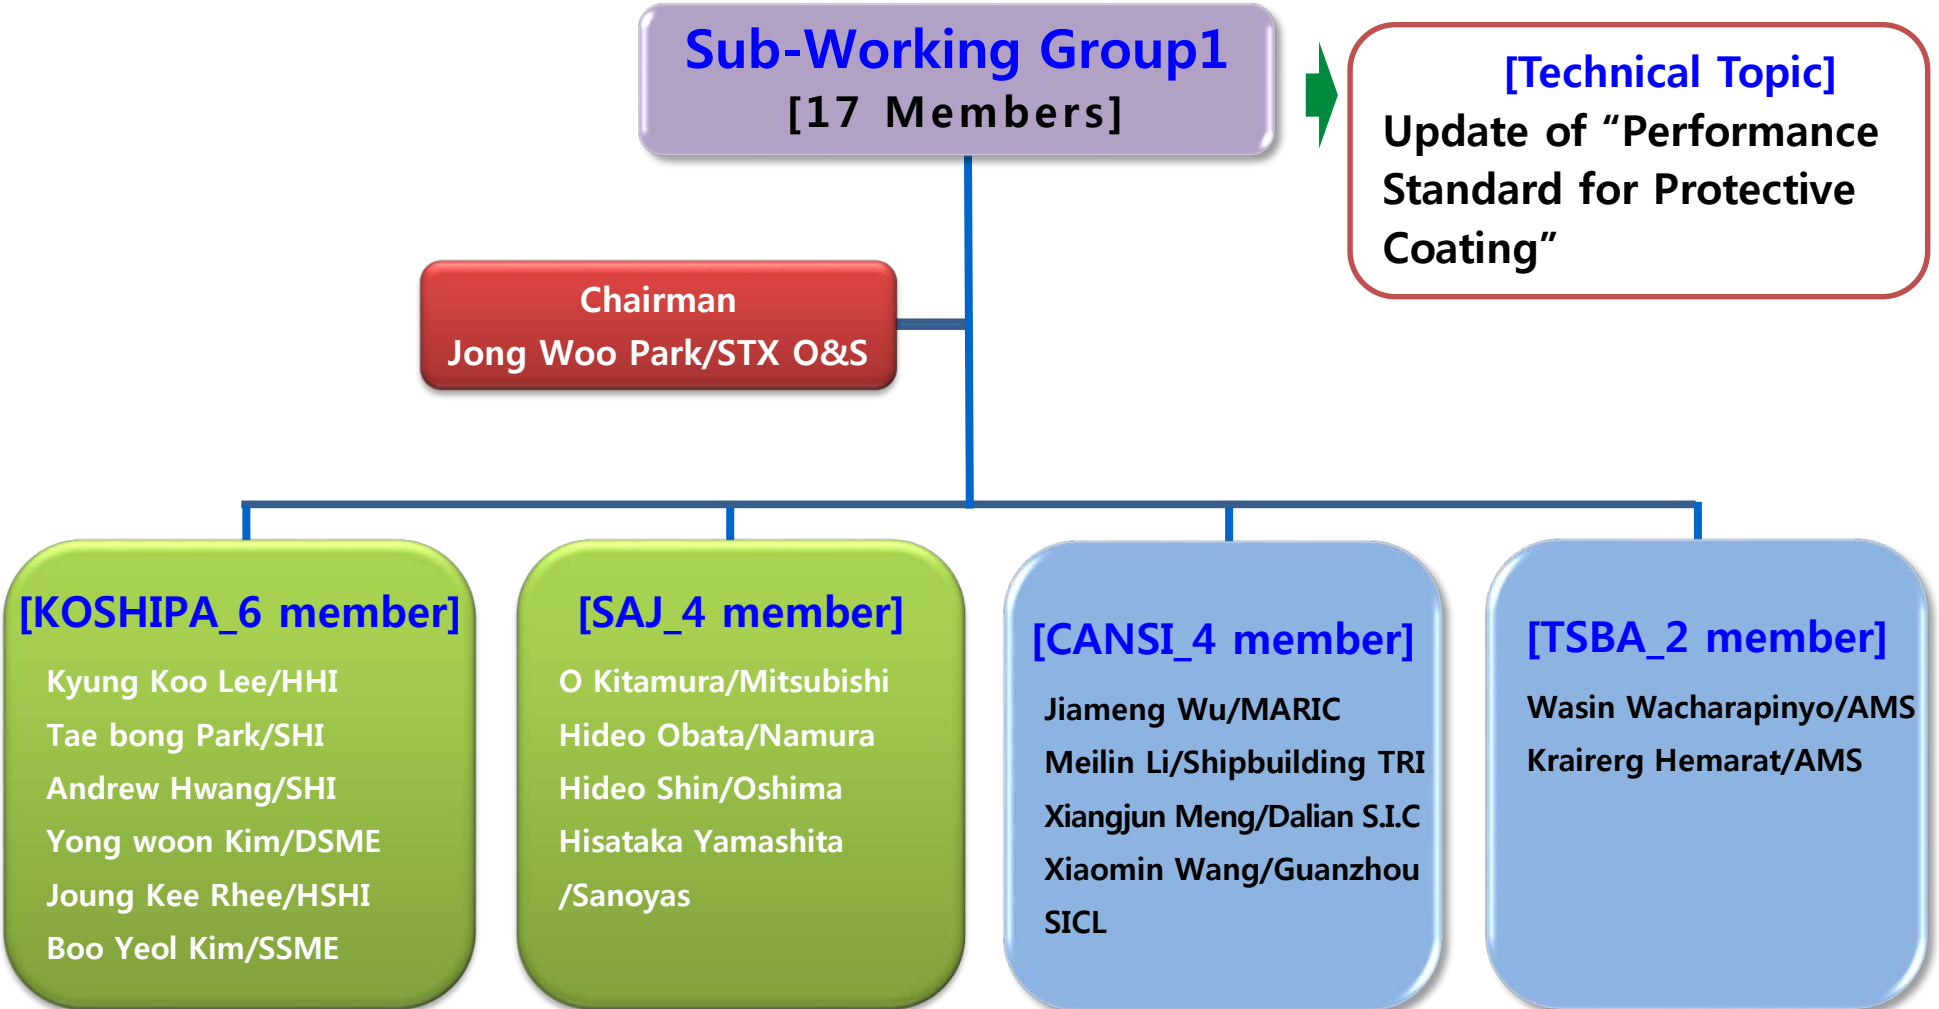 Sub-Working Group1
[17 Members]
[Technical Topic]
Update of “Performance
Standard for Protective
Coating”
Chairman
Jong Woo Park/STX O&S
[KOSHIPA_6 member]
Kyung Koo Lee/HHI
Tae bong Park/SHI
Andrew Hwang/SHI
Yong woon Kim/DSME
Joung Kee Rhee/HSHI
Boo Yeol Kim/SSME
[SAJ_4 member]
O Kitamura/Mitsubishi
Hideo Obata/Namura
Hideo Shin/Oshima
Hisataka Yamashita
/Sanoyas
[CANSI_4 member]
Jiameng Wu/MARIC
Meilin Li/Shipbuilding TRI
Xiangjun Meng/Dalian S.I.C
Xiaomin Wang/Guanzhou
SICL
[TSBA_2 member]
Wasin Wacharapinyo/AMS
Krairerg Hemarat/AMS